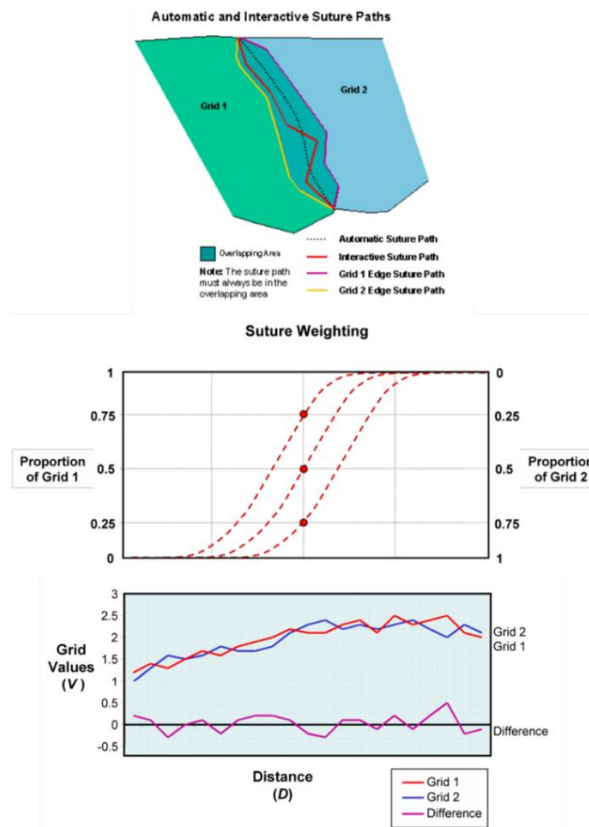 Automatic and Interactive Suture Paths
Grid 1
Grid 2
Overlapping Area
Note: The suture path
must always be in the
overlapping area
Automatic Suture Path
Interactive Suture Path
Grid 1 Edge Suture Path
Grid 2 Edge Suture Path
Suture Weighting
1
0.75
0.5
0.25
0
Proportion
of Grid 1
0
0.25
0.5
0.75
1
Proportion
of Grid 2
3
2.5
2
1.5
1
0.5
0
-0.5
Grid
Values
(V)
Grid 2
Grid 1
Difference
Distance
(D)
Grid 1
Grid 2
Difference